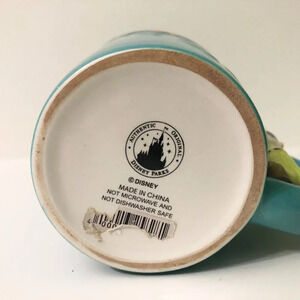 AUTHENTIC ORIGINAL
DISNEY PARKS
© DISNEY
MADE IN CHINA
NOT MICROWAVE AND
NOT DISHWASHER SAFE